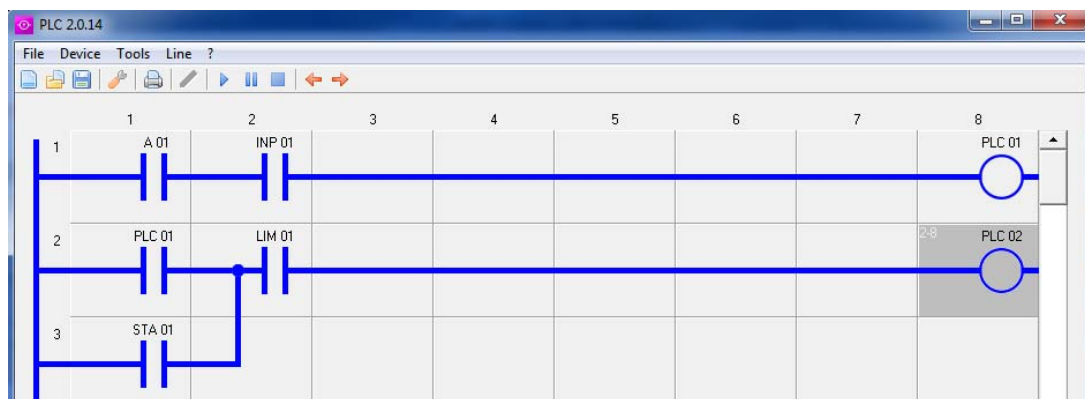 PLC 2.0.14
File Device Tools Line ?
1 2 3 4 5 6 7 8
1 A 01 INP 01 PLC 01
2 PLC 01 LIM 01 2-8 PLC 02
3 STA 01